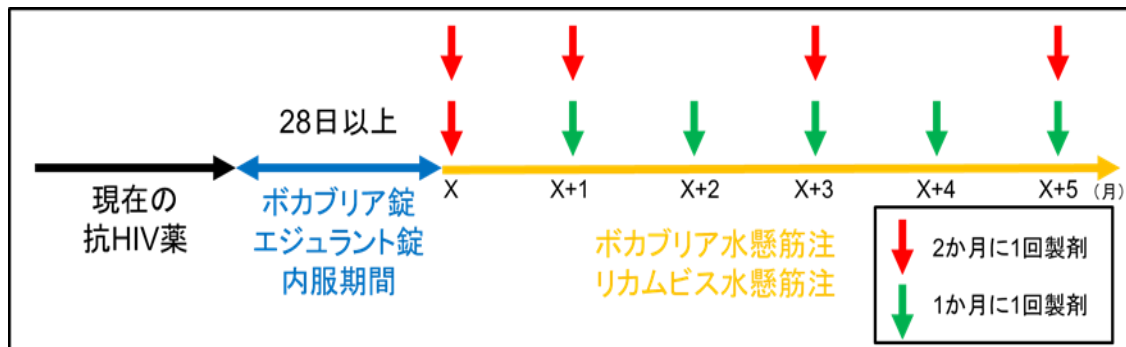 28日以上
X
X+1
X+2
X+3
X+4
X+5
(月)
現在の
抗HIV薬
ボカブリア錠
エジュラント錠
内服期間
ボカブリア水懸筋注
リカムビス水懸筋注
2か月に1回製剤
1か月に1回製剤